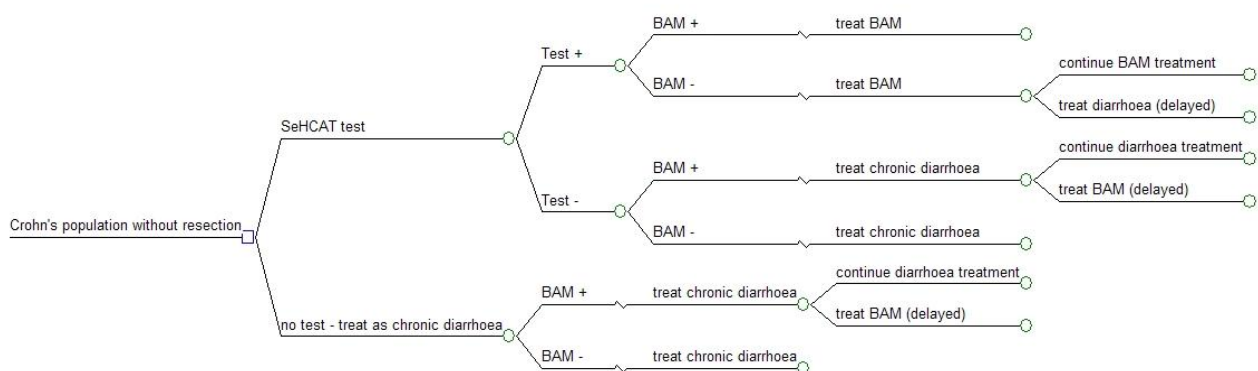 BAM + treat BAM
Test +
continue BAM treatment
BAM - treat BAM
treat diarrhoea (delayed)
SeHCAT test
continue diarrhoea treatment
BAM + treat chronic diarrhoea
treat BAM (delayed)
Test -
BAM - treat chronic diarrhoea
Crohn's population without resection
continue diarrhoea treatment
BAM + treat chronic diarrhoea
treat BAM (delayed)
no test - treat as chronic diarrhoea
BAM - treat chronic diarrhoea